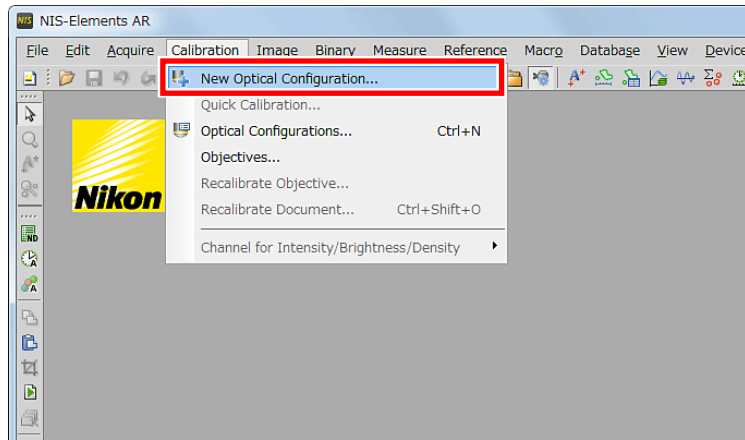 NIS NIS-Elements AR
File Edit Acquire Calibration Image Binary Measure Reference Macro Database View Device
New Optical Configuration...
Quick Calibration...
Optical Configurations... Ctrl+N
Objectives...
Recalibrate Objective...
Recalibrate Document... Ctrl+Shift+O
Channel for Intensity/Brightness/Density
Nikon
ND
A
A